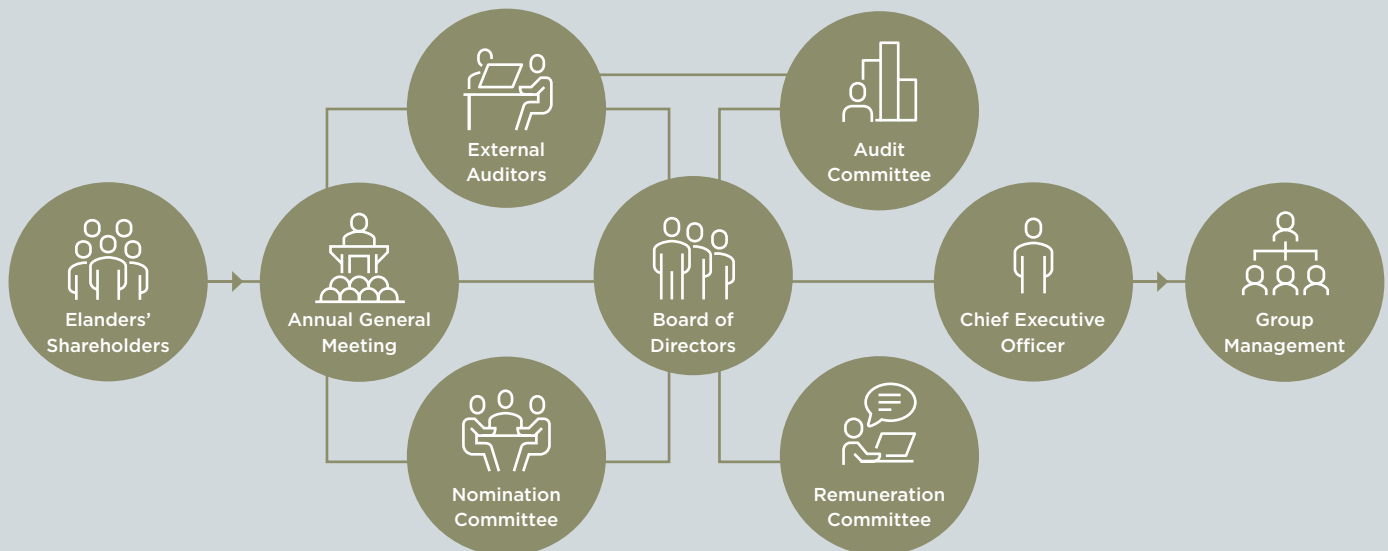 External
Auditors
Audit
Committee
Elanders’
Shareholders
Annual General
Meeting
Board of
Directors
Chief Executive
Officer
Group
Management
Nomination
Committee
Remuneration
Committee